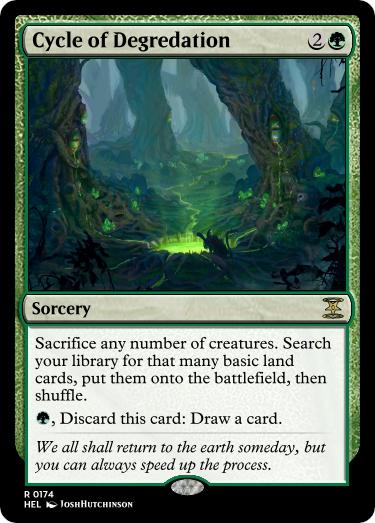 Cycle of Degredation 2
Sorcery
Sacrifice any number of creatures. Search
your library for that many basic land
cards, put them onto the battlefield, then
shuffle.
, Discard this card: Draw a card.
We all shall return to the earth someday, but
you can always speed up the process.
R 0174
HEL JoshHutchinson